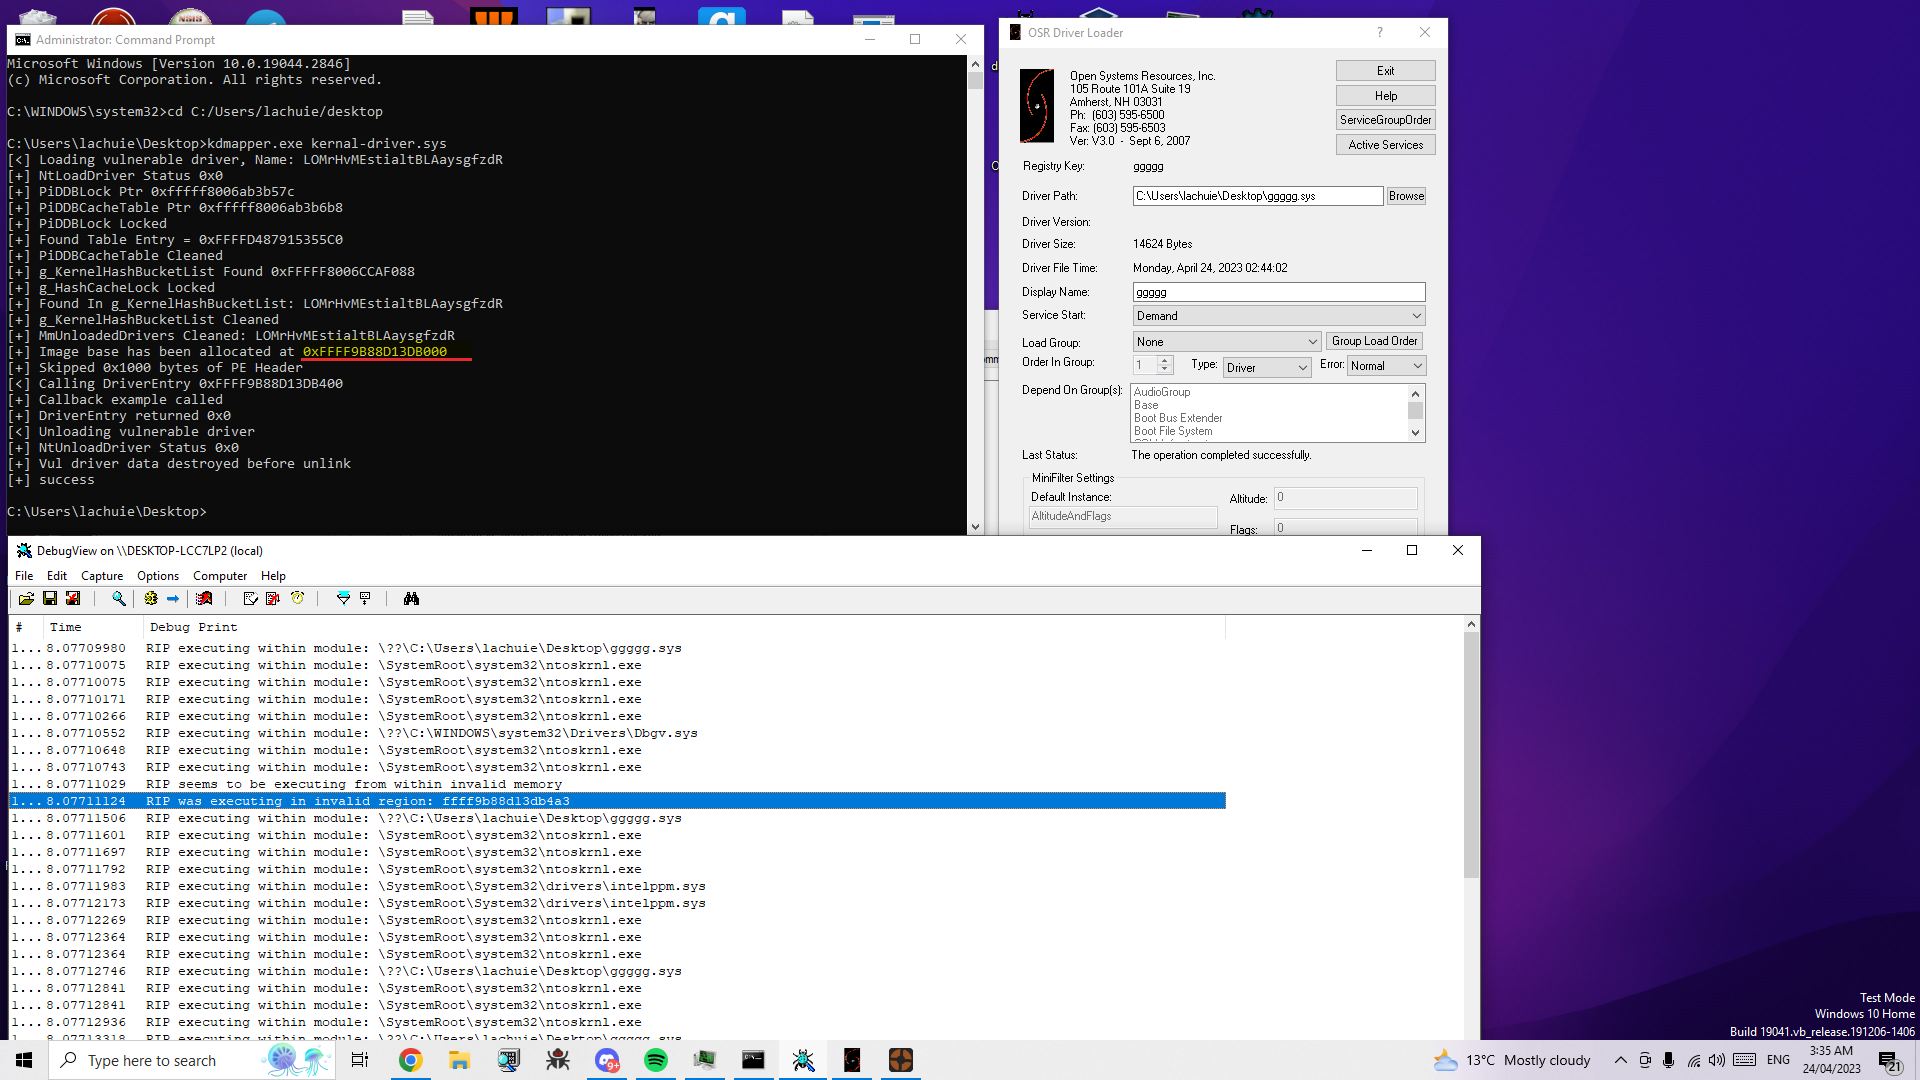 Administrator: Command Prompt
Microsoft Windows [Version 10.0.19044.2846]
(c) Microsoft Corporation. All rights reserved.
C:\WINDOWS\system32>cd C:/Users/lachuie/desktop
C:\Users\lachuie\Desktop>kdmapper.exe kernal-driver.sys
[<] Loading vulnerable driver, Name: LOMrHvMEstialtBLAaysgfzdR
[+] NtLoadDriver Status 0x0
[+] PiDDBLock Ptr 0xfffff8006ab3b57c
[+] PiDDBCacheTable Ptr 0xfffff8006ab3b6b8
[+] PiDDBLock Locked
[+] Found Table Entry = 0xFFFFD487915355C0
[+] PiDDBCacheTable Cleaned
[+] g_KernelHashBucketList Found 0xFFFFF8006CCAF088
[+] g_HashCacheLock Locked
[+] Found In g_KernelHashBucketList: LOMrHvMEstialtBLAaysgfzdR
[+] g_KernelHashBucketList Cleaned
[+] MmUnloadedDrivers Cleaned: LOMrHvMEstialtBLAaysgfzdR
[+] Image base has been allocated at 0xFFFF9B88D13DB000
[+] Skipped 0x1000 bytes of PE Header
[<] Calling DriverEntry 0xFFFF9B88D13DB400
[+] Callback example called
[+] DriverEntry returned 0x0
[<] Unloading vulnerable driver
[+] NtUnloadDriver Status 0x0
[+] Vul driver data destroyed before unlink
[+] success
C:\Users\lachuie\Desktop>
OSR Driver Loader
?
Open Systems Resources, Inc.
105 Route 101A Suite 19
Amherst, NH 03031
Ph: (603) 595-6500
Fax: (603) 595-6503
Ver: V3.0 - Sept 6, 2007
Exit
Help
ServiceGroupOrder
Active Services
Registry Key: ggggg
Driver Path: C:\Users\lachuie\Desktop\ggggg.sys Browse
Driver Version:
Driver Size: 14624 Bytes
Driver File Time: Monday, April 24, 2023 02:44:02
Display Name: ggggg
Service Start: Demand
Load Group: None Group Load Order
Order In Group: 1 Type: Driver Error: Normal
Depend On Group(s): AudioGroup
Base
Boot Bus Extender
Boot File System
Last Status: The operation completed successfully.
MiniFilter Settings
Default Instance: Altitude: 0
AltitudeAndFlags
Flags: 0
DebugView on \\DESKTOP-LCC7LP2 (local)
File Edit Capture Options Computer Help
# Time Debug Print
1... 8.07709980 RIP executing within module: \??\C:\Users\lachuie\Desktop\ggggg.sys
1... 8.07710075 RIP executing within module: \SystemRoot\system32\ntoskrnl.exe
1... 8.07710075 RIP executing within module: \SystemRoot\system32\ntoskrnl.exe
1... 8.07710171 RIP executing within module: \SystemRoot\system32\ntoskrnl.exe
1... 8.07710266 RIP executing within module: \SystemRoot\system32\ntoskrnl.exe
1... 8.07710552 RIP executing within module: \??\C:\WINDOWS\system32\Drivers\Dbgv.sys
1... 8.07710648 RIP executing within module: \SystemRoot\system32\ntoskrnl.exe
1... 8.07710743 RIP executing within module: \SystemRoot\system32\ntoskrnl.exe
1... 8.07711029 RIP seems to be executing from within invalid memory
1... 8.07711124 RIP was executing in invalid region: ffff9b88d13db4a3
1... 8.07711506 RIP executing within module: \??\C:\Users\lachuie\Desktop\ggggg.sys
1... 8.07711601 RIP executing within module: \SystemRoot\system32\ntoskrnl.exe
1... 8.07711697 RIP executing within module: \SystemRoot\system32\ntoskrnl.exe
1... 8.07711792 RIP executing within module: \SystemRoot\system32\ntoskrnl.exe
1... 8.07711983 RIP executing within module: \SystemRoot\System32\drivers\intelppm.sys
1... 8.07712173 RIP executing within module: \SystemRoot\System32\drivers\intelppm.sys
1... 8.07712269 RIP executing within module: \SystemRoot\system32\ntoskrnl.exe
1... 8.07712364 RIP executing within module: \SystemRoot\system32\ntoskrnl.exe
1... 8.07712364 RIP executing within module: \SystemRoot\system32\ntoskrnl.exe
1... 8.07712746 RIP executing within module: \??\C:\Users\lachuie\Desktop\ggggg.sys
1... 8.07712841 RIP executing within module: \SystemRoot\system32\ntoskrnl.exe
1... 8.07712841 RIP executing within module: \SystemRoot\system32\ntoskrnl.exe
1... 8.07712936 RIP executing within module: \SystemRoot\system32\ntoskrnl.exe
1... 8.07713318 RIP executing within module: \??\C:\Users\lachuie\Desktop\ggggg.sys
Test Mode
Windows 10 Home
Build 19041.vb_release.191206-1406
Type here to search
9+
13°C Mostly cloudy
ENG
3:35 AM
24/04/2023
21